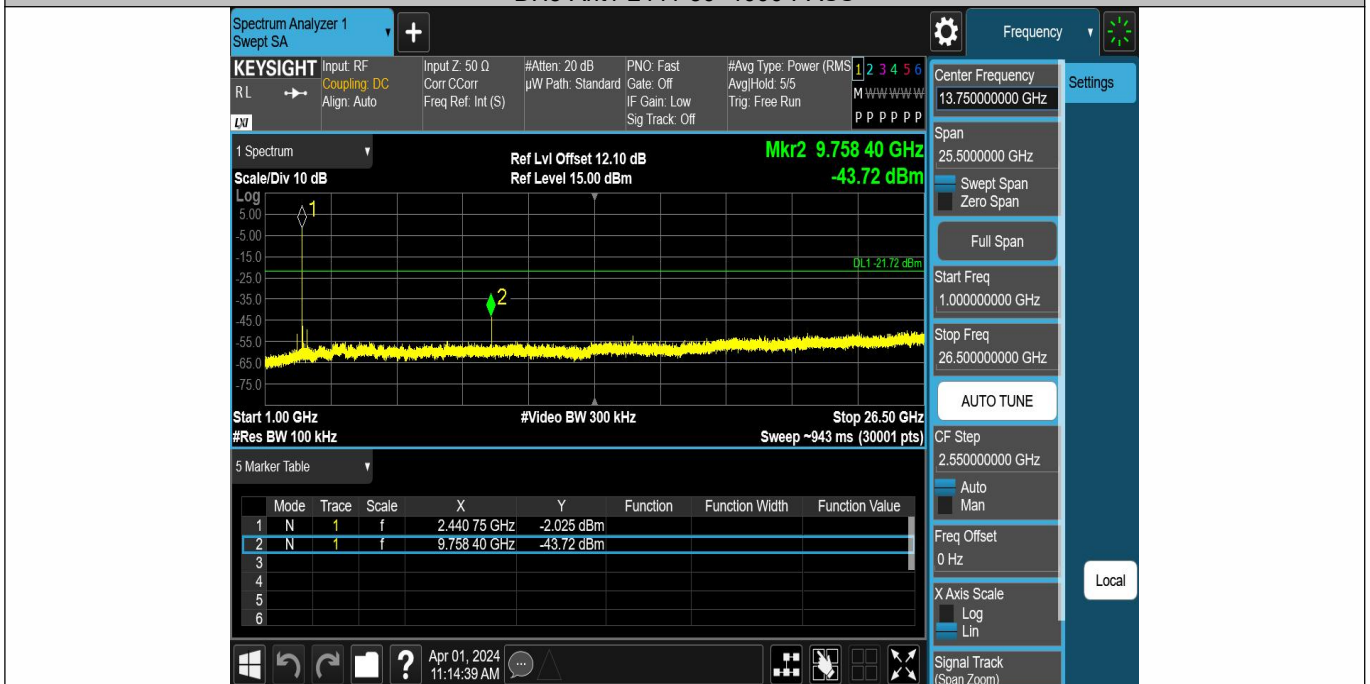 Spectrum Analyzer 1
Swept SA
Frequency
KEYSIGHT
RL
LXI
Input: RF
Coupling: DC
Align: Auto
Input Z: 50 Ω
Corr CCorr
Freq Ref: Int (S)
#Atten: 20 dB
µW Path: Standard
PNO: Fast
Gate: Off
IF Gain: Low
Sig Track: Off
#Avg Type: Power (RMS
Avg|Hold: 5/5
Trig: Free Run
1 2 3 4 5 6
M W W W W W
P P P P P P
1 Spectrum
Scale/Div 10 dB
Ref Lvl Offset 12.10 dB
Ref Level 15.00 dBm
Mkr2 9.758 40 GHz
-43.72 dBm
Log
5.00
-5.00
-15.0
-25.0
-35.0
-45.0
-55.0
-65.0
-75.0
1
2
DL1 -21.72 dBm
Start 1.00 GHz
#Video BW 300 kHz
Stop 26.50 GHz
#Res BW 100 kHz
Sweep ~943 ms (30001 pts)
5 Marker Table
Mode Trace Scale X Y Function Function Width Function Value
1 N 1 f 2.440 75 GHz -2.025 dBm
2 N 1 f 9.758 40 GHz -43.72 dBm
3
4
5
6
?
Apr 01, 2024
11:14:39 AM
Center Frequency
13.750000000 GHz
Settings
Span
25.5000000 GHz
Swept Span
Zero Span
Full Span
Start Freq
1.000000000 GHz
Stop Freq
26.500000000 GHz
AUTO TUNE
CF Step
2.550000000 GHz
Auto
Man
Freq Offset
0 Hz
Local
X Axis Scale
Log
Lin
Signal Track
(Span Zoom)